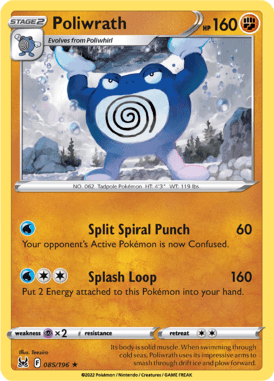 STAGE 2 Poliwrath HP 160
Evolves from Poliwhirl
NO. 062 Tadpole Pokémon HT: 4'3" WT: 119 lbs.
Split Spiral Punch 60
Your opponent's Active Pokémon is now Confused.
Splash Loop 160
Put 2 Energy attached to this Pokémon into your hand.
weakness ×2 resistance retreat
Illus. Tonaio
F 085/196 ★
Its body is solid muscle. When swimming through
cold seas, Poliwrath uses its impressive arms to
smash through drift ice and plow forward.
©2022 Pokémon / Nintendo / Creatures / GAME FREAK